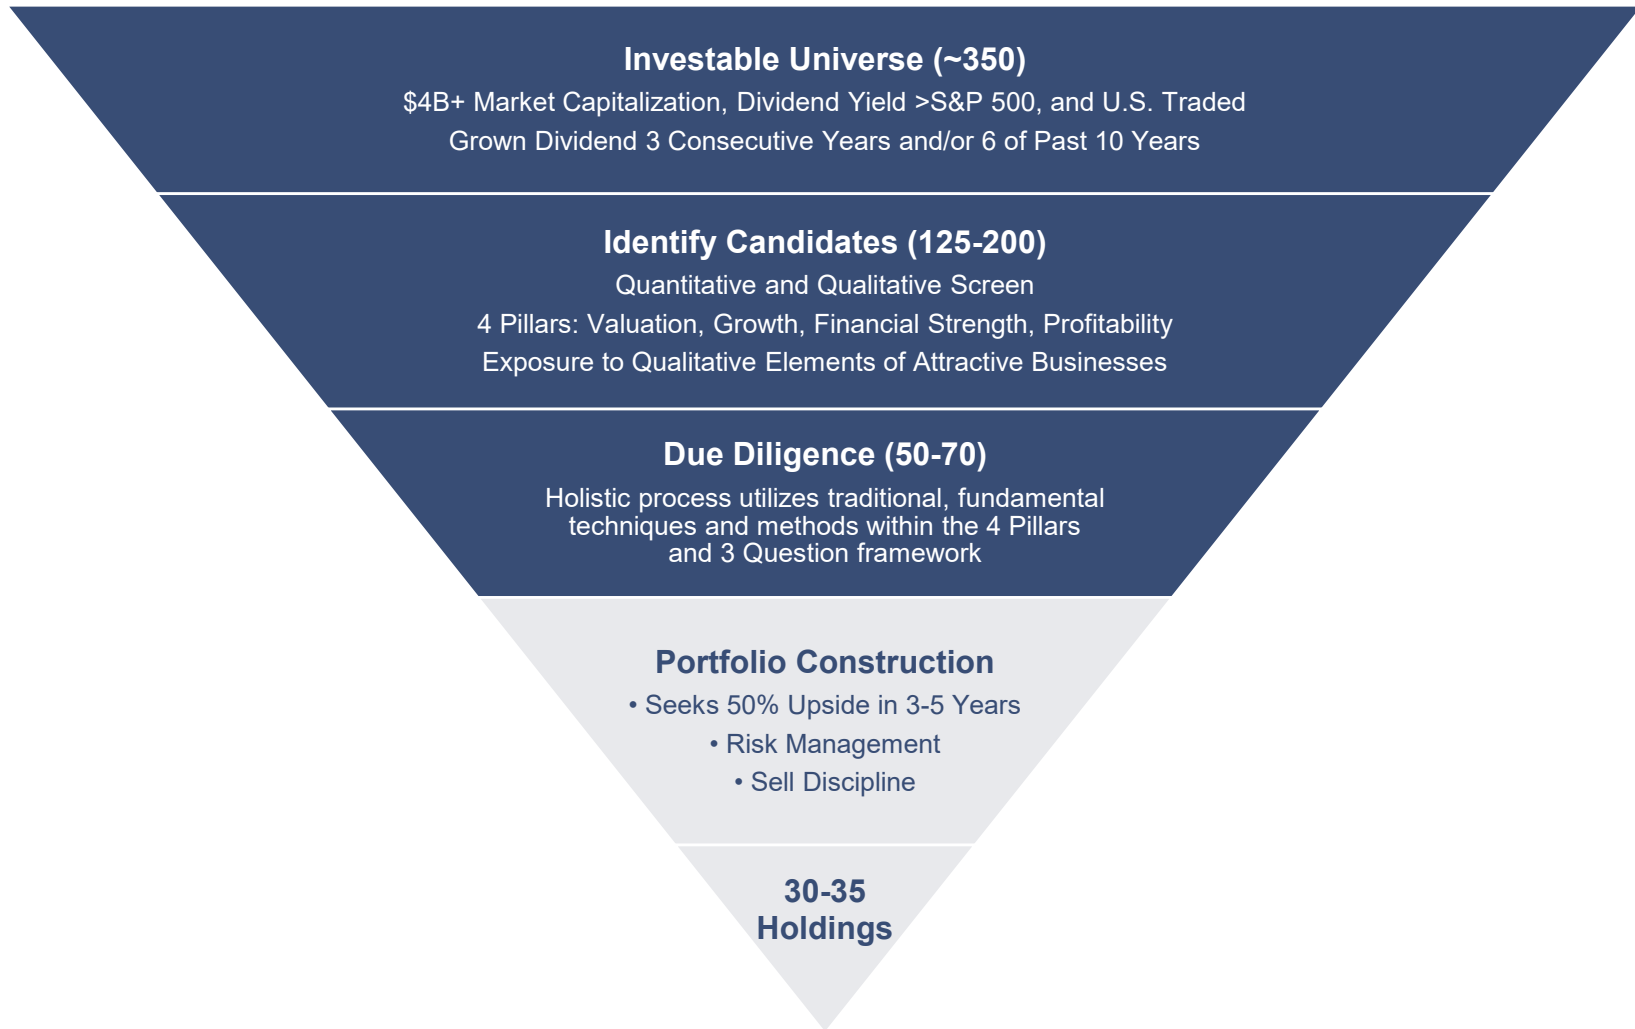 Investable Universe (~350)
$4B+ Market Capitalization, Dividend Yield >S&P 500, and U.S. Traded
Grown Dividend 3 Consecutive Years and/or 6 of Past 10 Years
Identify Candidates (125-200)
Quantitative and Qualitative Screen
4 Pillars: Valuation, Growth, Financial Strength, Profitability
Exposure to Qualitative Elements of Attractive Businesses
Due Diligence (50-70)
Holistic process utilizes traditional, fundamental
techniques and methods within the 4 Pillars
and 3 Question framework
Portfolio Construction
• Seeks 50% Upside in 3-5 Years
• Risk Management
• Sell Discipline
30-35
Holdings